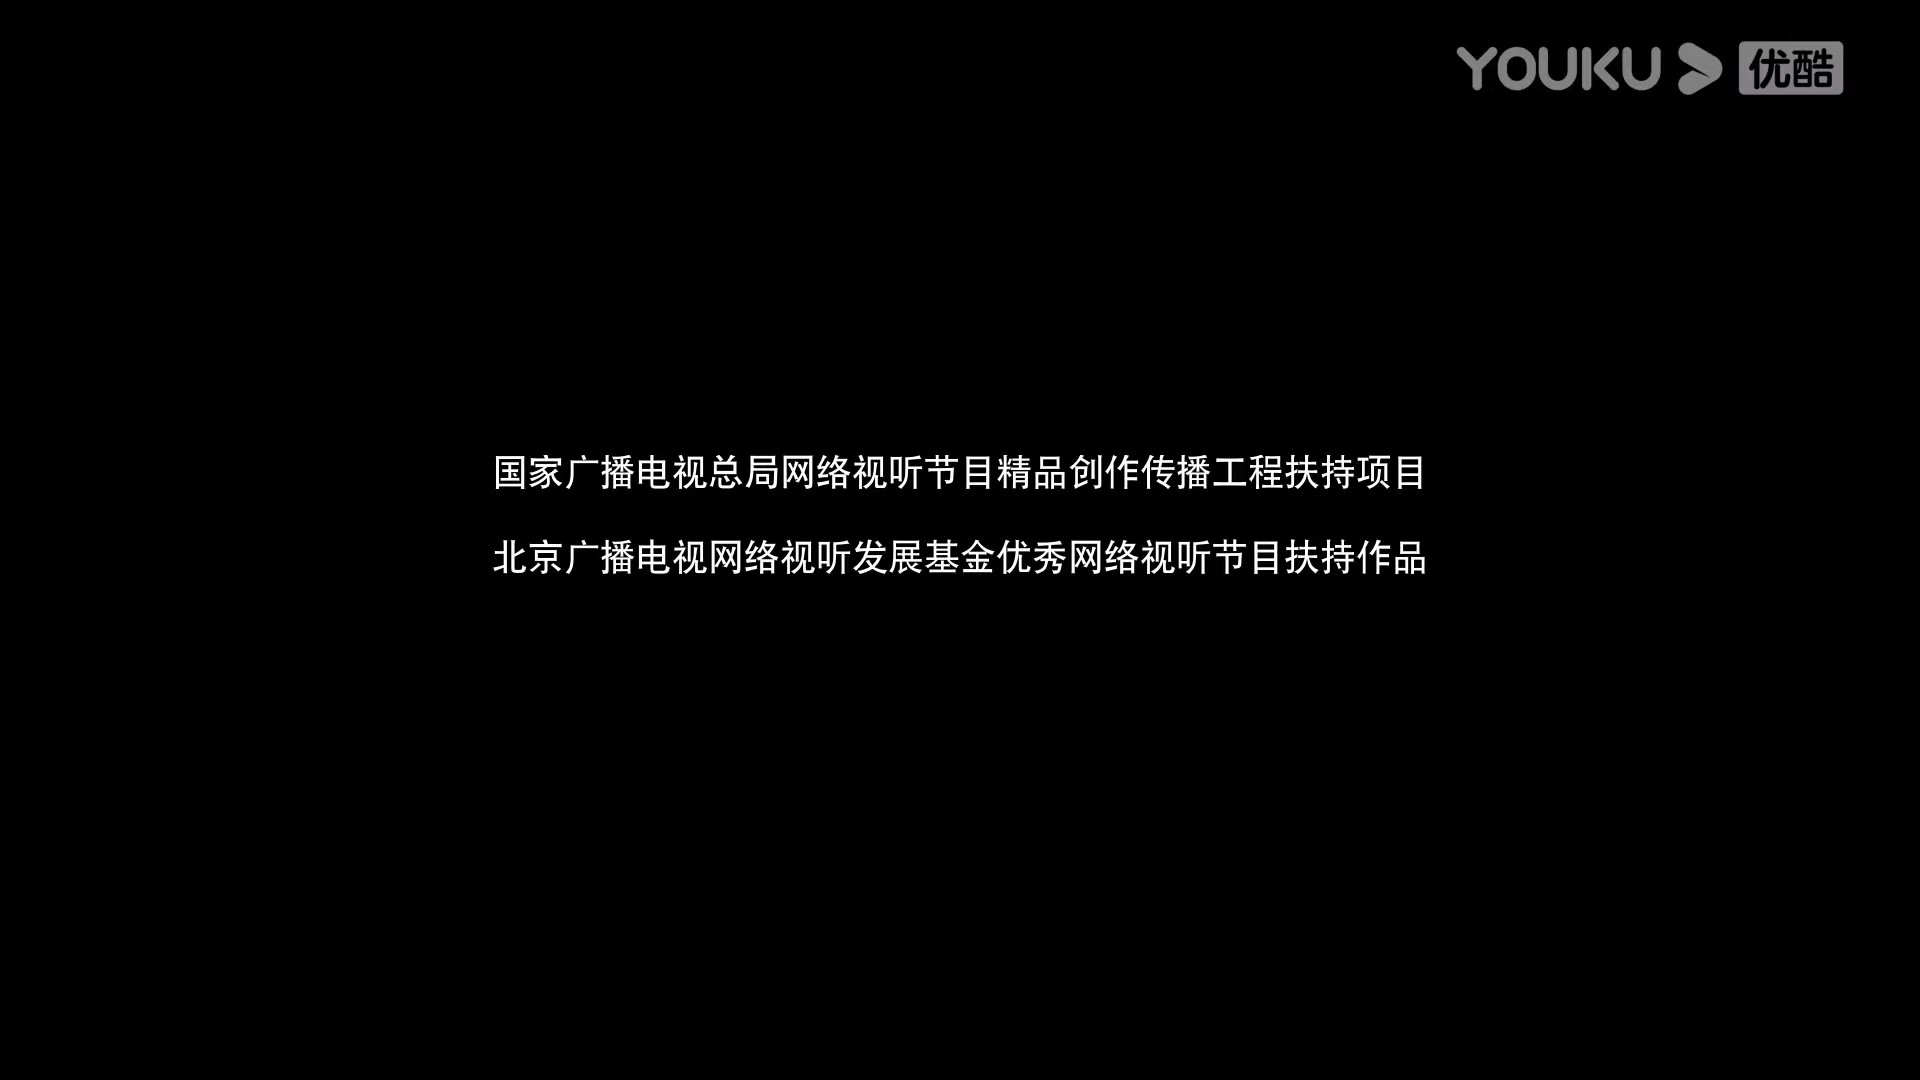 YOUKU 优酷
国家广播电视总局网络视听节目精品创作传播工程扶持项目
北京广播电视网络视听发展基金优秀网络视听节目扶持作品